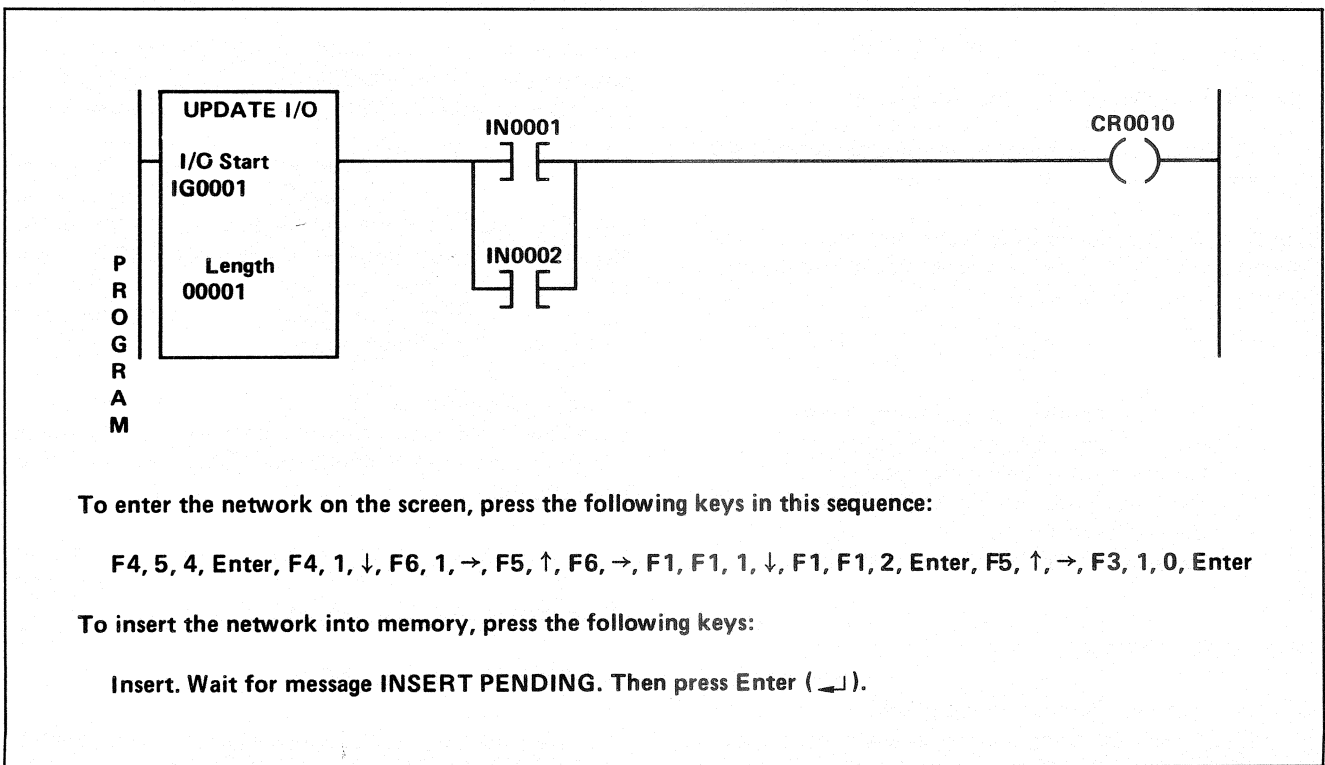 UPDATE I/O
I/O Start
IG0001
Length
00001
IN0001
IN0002
CR0010
P
R
O
G
R
A
M
To enter the network on the screen, press the following keys in this sequence:
F4, 5, 4, Enter, F4, 1, ↓, F6, 1, →, F5, ↑, F6, →, F1, F1, 1, ↓, F1, F1, 2, Enter, F5, ↑, →, F3, 1, 0, Enter
To insert the network into memory, press the following keys:
Insert. Wait for message INSERT PENDING. Then press Enter (↵).